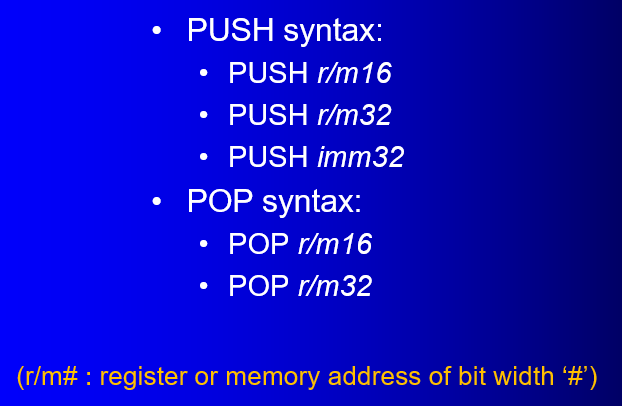 • PUSH syntax:
• PUSH r/m16
• PUSH r/m32
• PUSH imm32
• POP syntax:
• POP r/m16
• POP r/m32
(r/m# : register or memory address of bit width ‘#’)